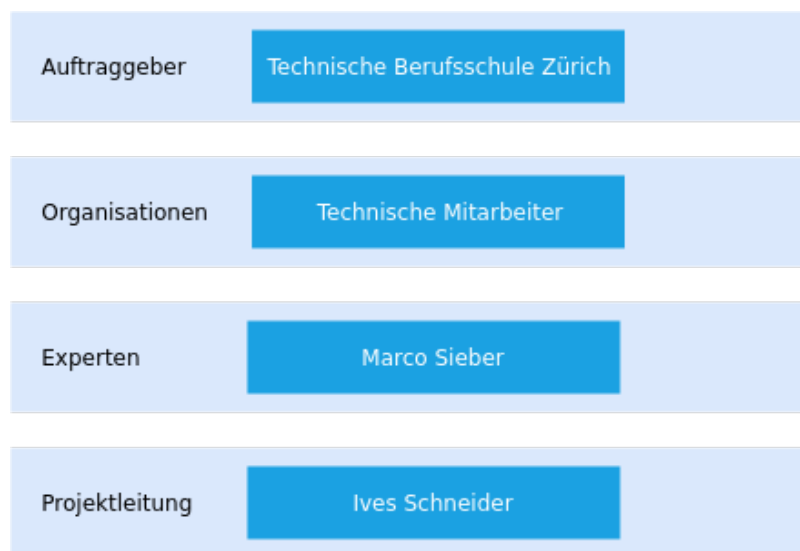 Auftraggeber Technische Berufsschule Zürich
Organisationen Technische Mitarbeiter
Experten Marco Sieber
Projektleitung Ives Schneider